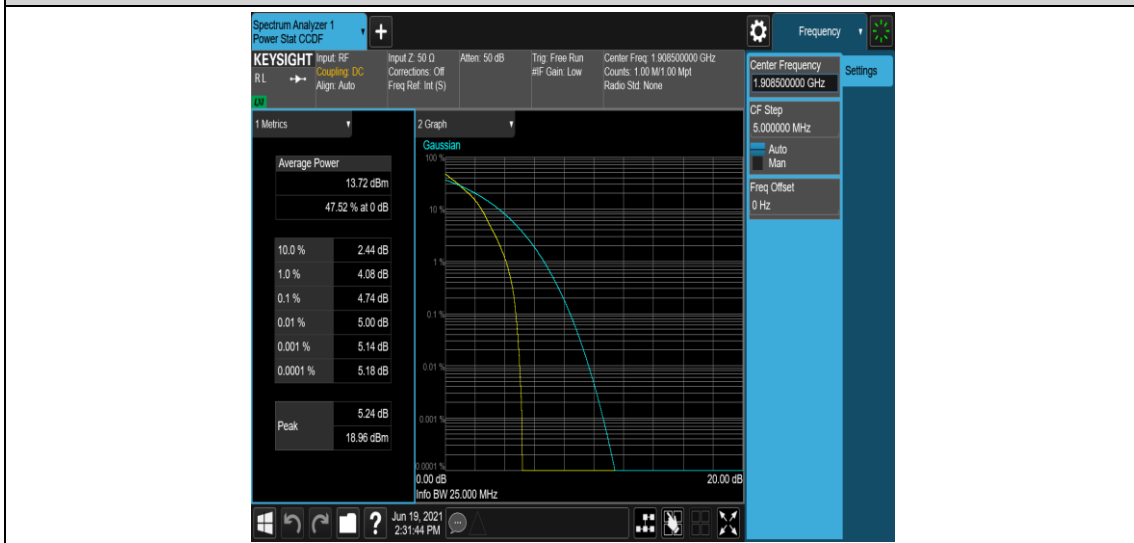 Spectrum Analyzer 1
Power Stat CCDF
Frequency
KEYSIGHT
RL
Input: RF
Coupling: DC
Align: Auto
Input Z: 50 Ω
Corrections: Off
Freq Ref: Int (S)
Atten: 50 dB
Trig: Free Run
#IF Gain: Low
Center Freq: 1.908500000 GHz
Counts: 1.00 M/1.00 Mpt
Radio Std: None
Center Frequency
1.908500000 GHz
Settings
CF Step
5.000000 MHz
Auto
Man
Freq Offset
0 Hz
1 Metrics
Average Power
13.72 dBm
47.52 % at 0 dB
10.0 % 2.44 dB
1.0 % 4.08 dB
0.1 % 4.74 dB
0.01 % 5.00 dB
0.001 % 5.14 dB
0.0001 % 5.18 dB
Peak
5.24 dB
18.96 dBm
2 Graph
Gaussian
100 %
10 %
1 %
0.1 %
0.01 %
0.001 %
0.0001 %
0.00 dB 20.00 dB
Info BW 25.000 MHz
Jun 19, 2021
2:31:44 PM